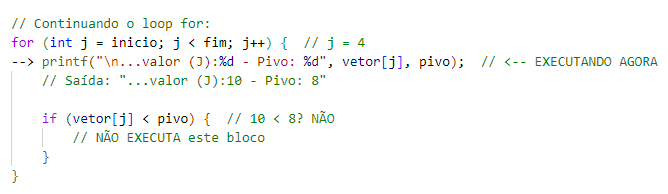 // Continuando o loop for:
for (int j = inicio; j < fim; j++) {  // j = 4
--> printf("\n...valor (J):%d - Pivo: %d", vetor[j], pivo);  // <-- EXECUTANDO AGORA
    // Saída: "...valor (J):10 - Pivo: 8"

    if (vetor[j] < pivo) {  // 10 < 8? NÃO
        // NÃO EXECUTA este bloco
    }
}